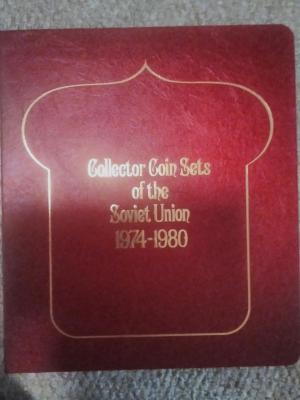 Collector Coin Sets
of the
Soviet Union
1974-1980